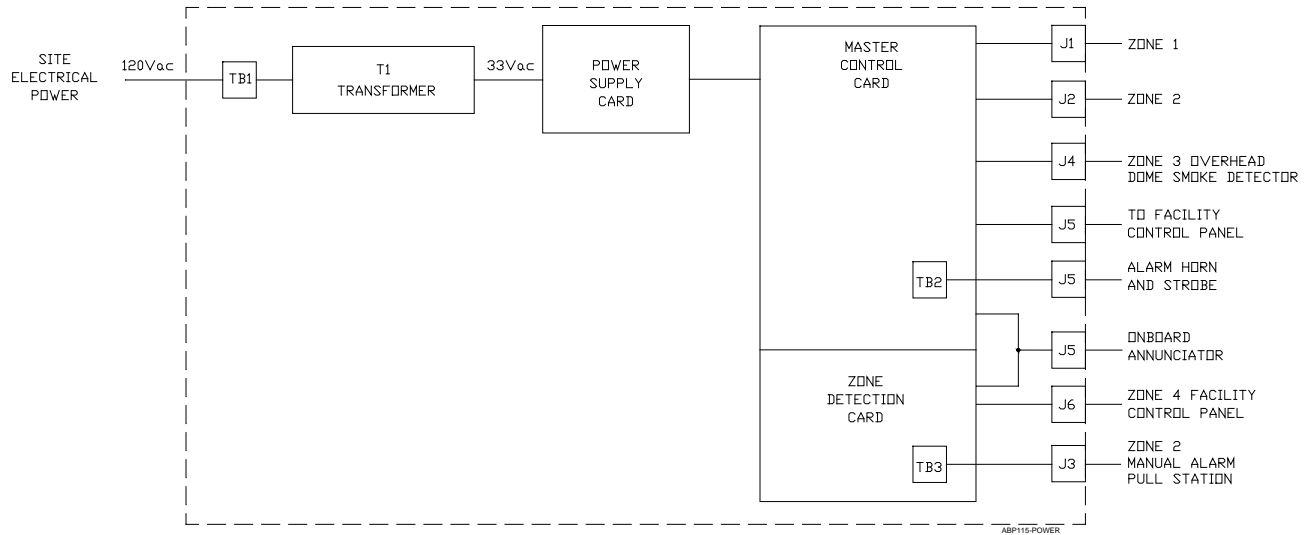 SITE
ELECTRICAL
POWER
120Vac
TB1
T1
TRANSFORMER
33Vac
POWER
SUPPLY
CARD
MASTER
CONTROL
CARD
TB2
ZONE
DETECTION
CARD
TB3
J1
ZONE 1
J2
ZONE 2
J4
ZONE 3 OVERHEAD
DOME SMOKE DETECTOR
J5
TO FACILITY
CONTROL PANEL
J5
ALARM HORN
AND STROBE
J5
ONBOARD
ANNUNCIATOR
J6
ZONE 4 FACILITY
CONTROL PANEL
J3
ZONE 2
MANUAL ALARM
PULL STATION
ABP115-POWER